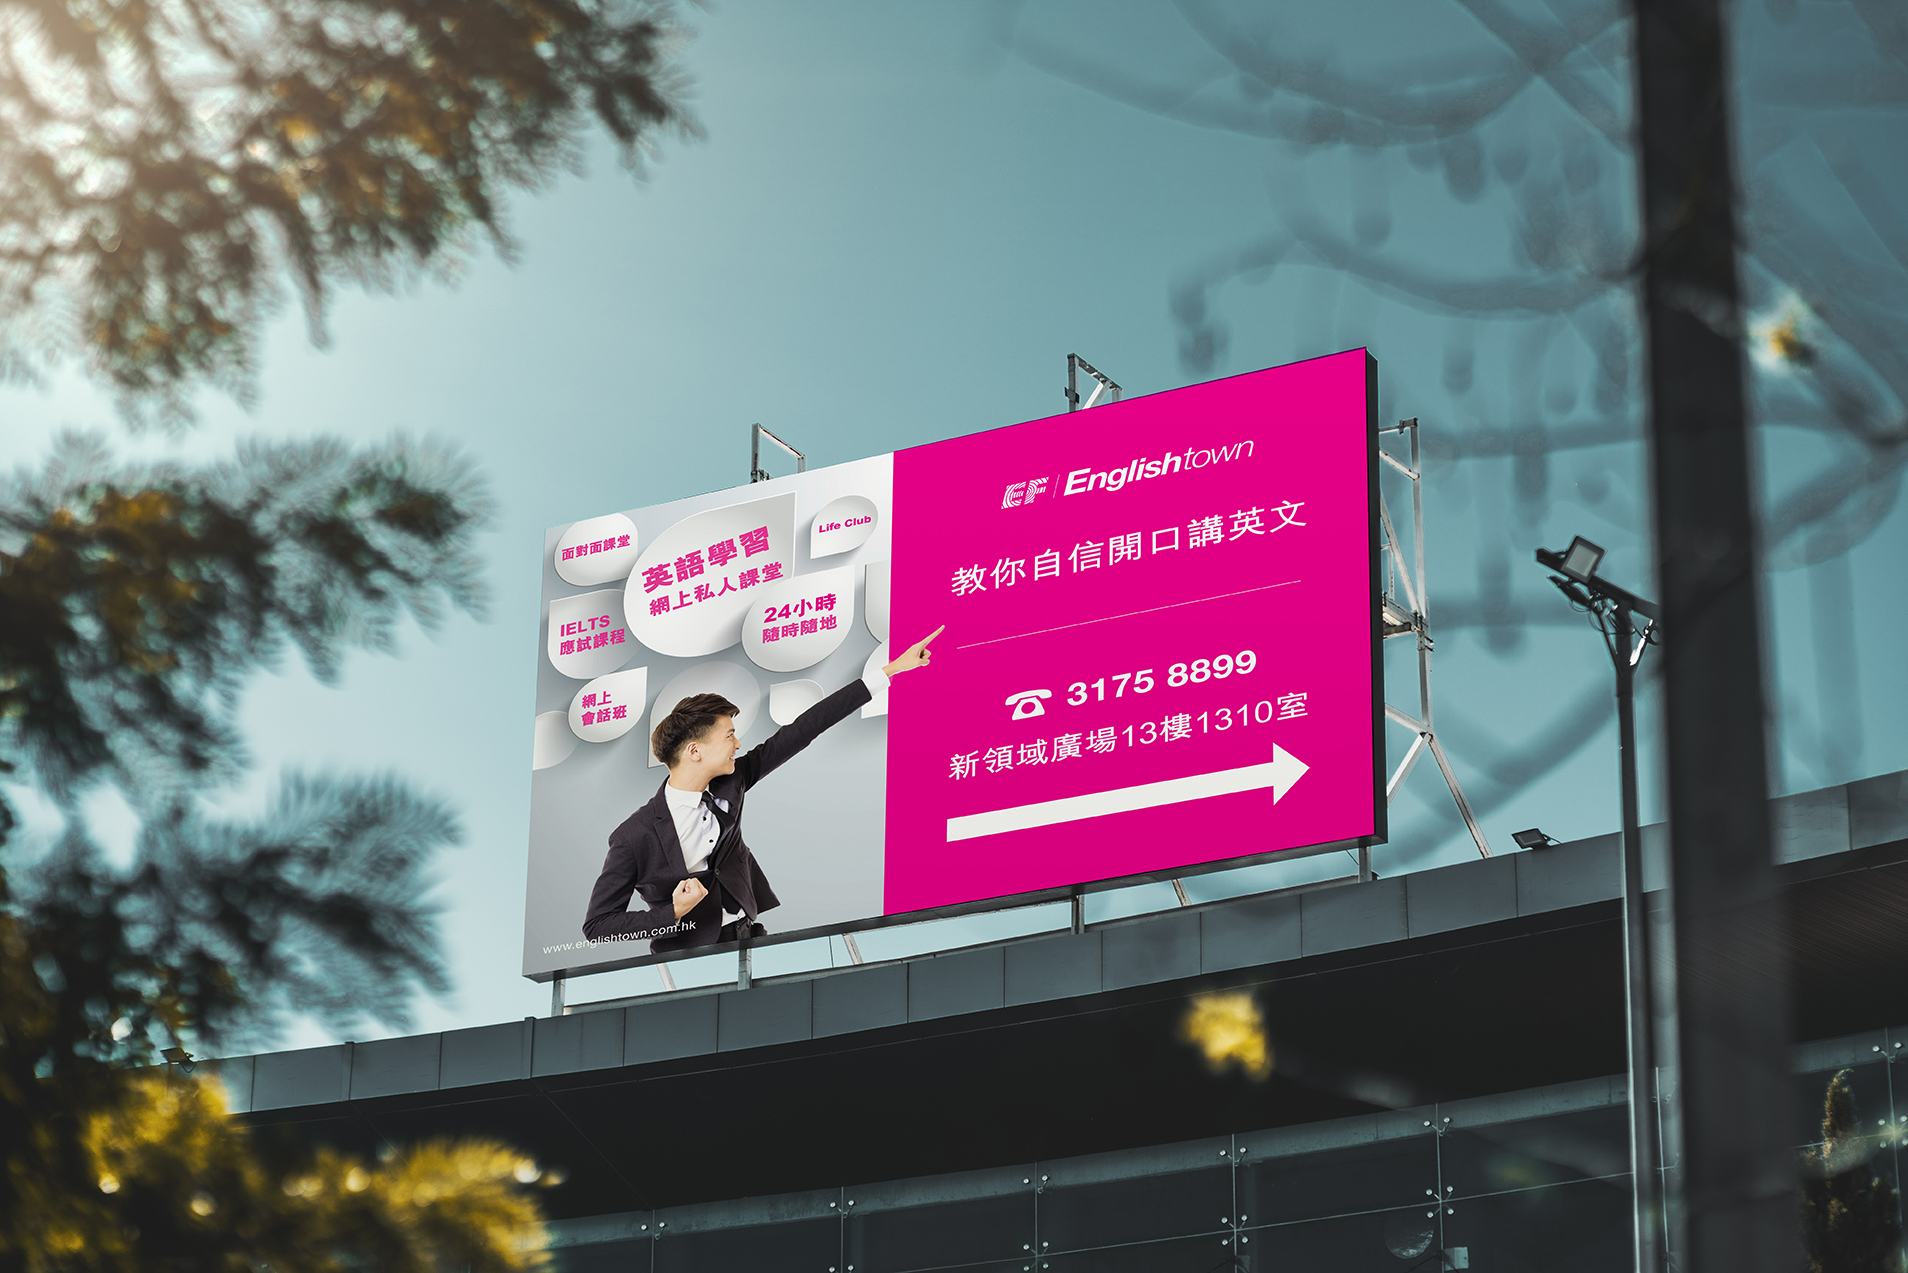 面對面課堂
英語學習
網上私人課堂
Life Club
IELTS
應試課程
24小時
隨時隨地
網上
會話班
www.englishtown.com.hk
EF | Englishtown
教你自信開口講英文
3175 8899
新領域廣場13樓1310室